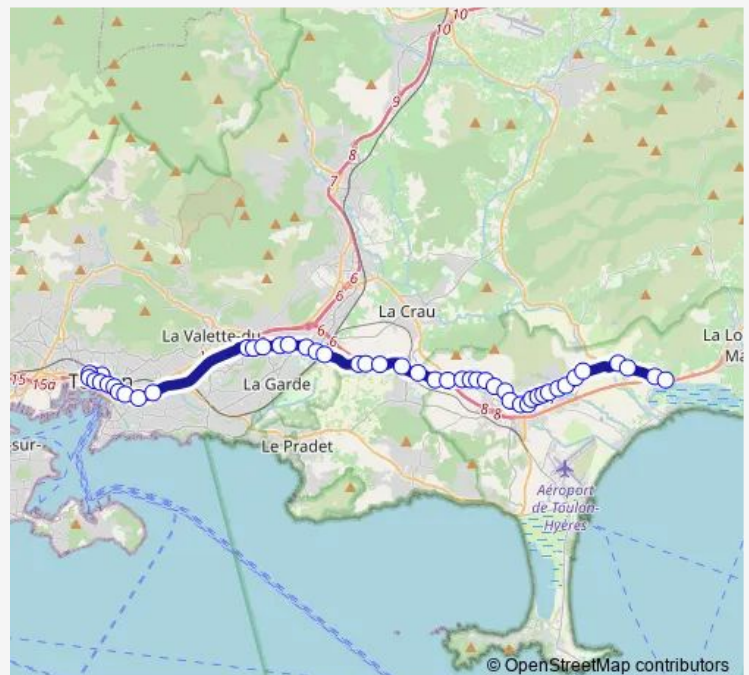 10
10
9
8
7
6
La Crau
6
La Valette-du-
6 6
La Lo
Ma
15 15a
T
La Garde
8 8
-sur-
Le Pradet
Aéroport
de Toulon-
Hyères
© OpenStreetMap contributors